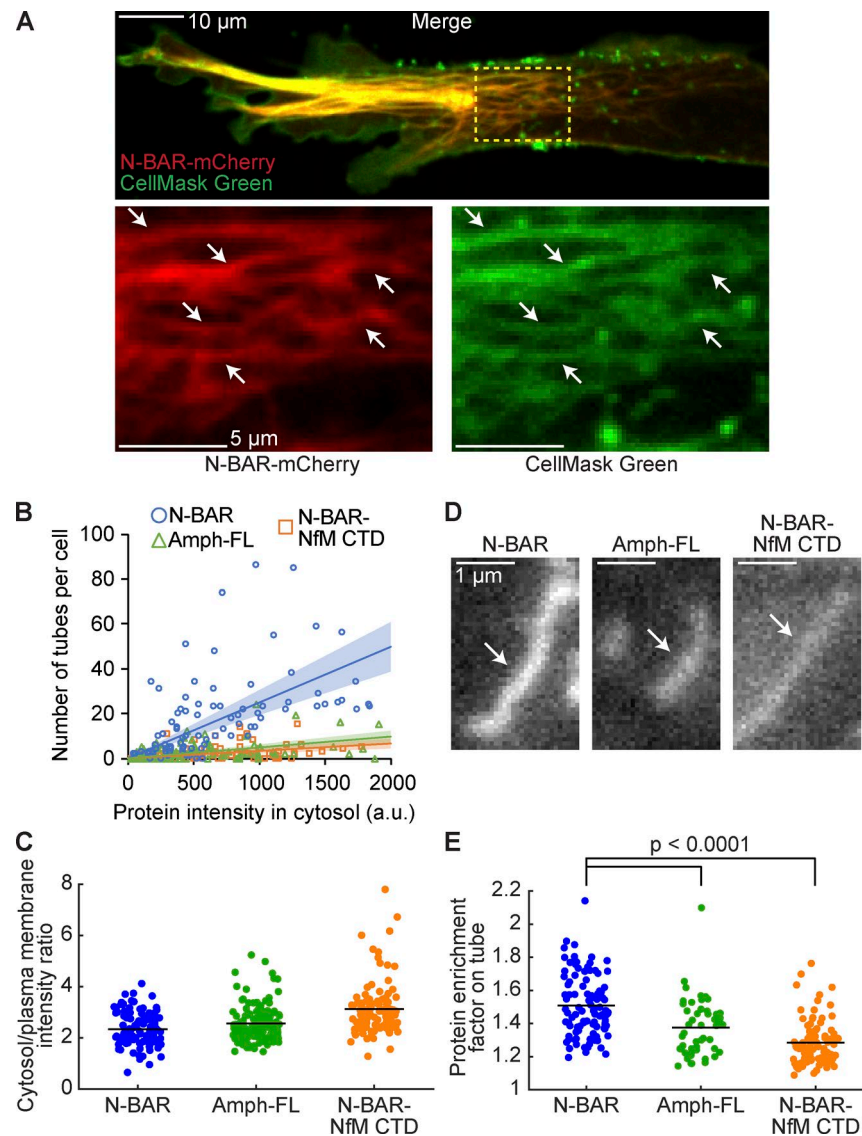 A
10 µm
Merge
N-BAR-mCherry
CellMask Green
5 µm
N-BAR-mCherry
CellMask Green
B
N-BAR
Amph-FL
N-BAR-
NfM CTD
Number of tubes per cell
100
80
60
40
20
0
0
500
1000
1500
2000
Protein intensity in cytosol (a.u.)
D
N-BAR
Amph-FL
N-BAR-
NfM CTD
1 µm
C
Cytosol/plasma membrane
intensity ratio
8
6
4
2
0
N-BAR
Amph-FL
N-BAR-
NfM CTD
E
p < 0.0001
Protein enrichment
factor on tube
2.2
2
1.8
1.6
1.4
1.2
1
N-BAR
Amph-FL
N-BAR-
NfM CTD